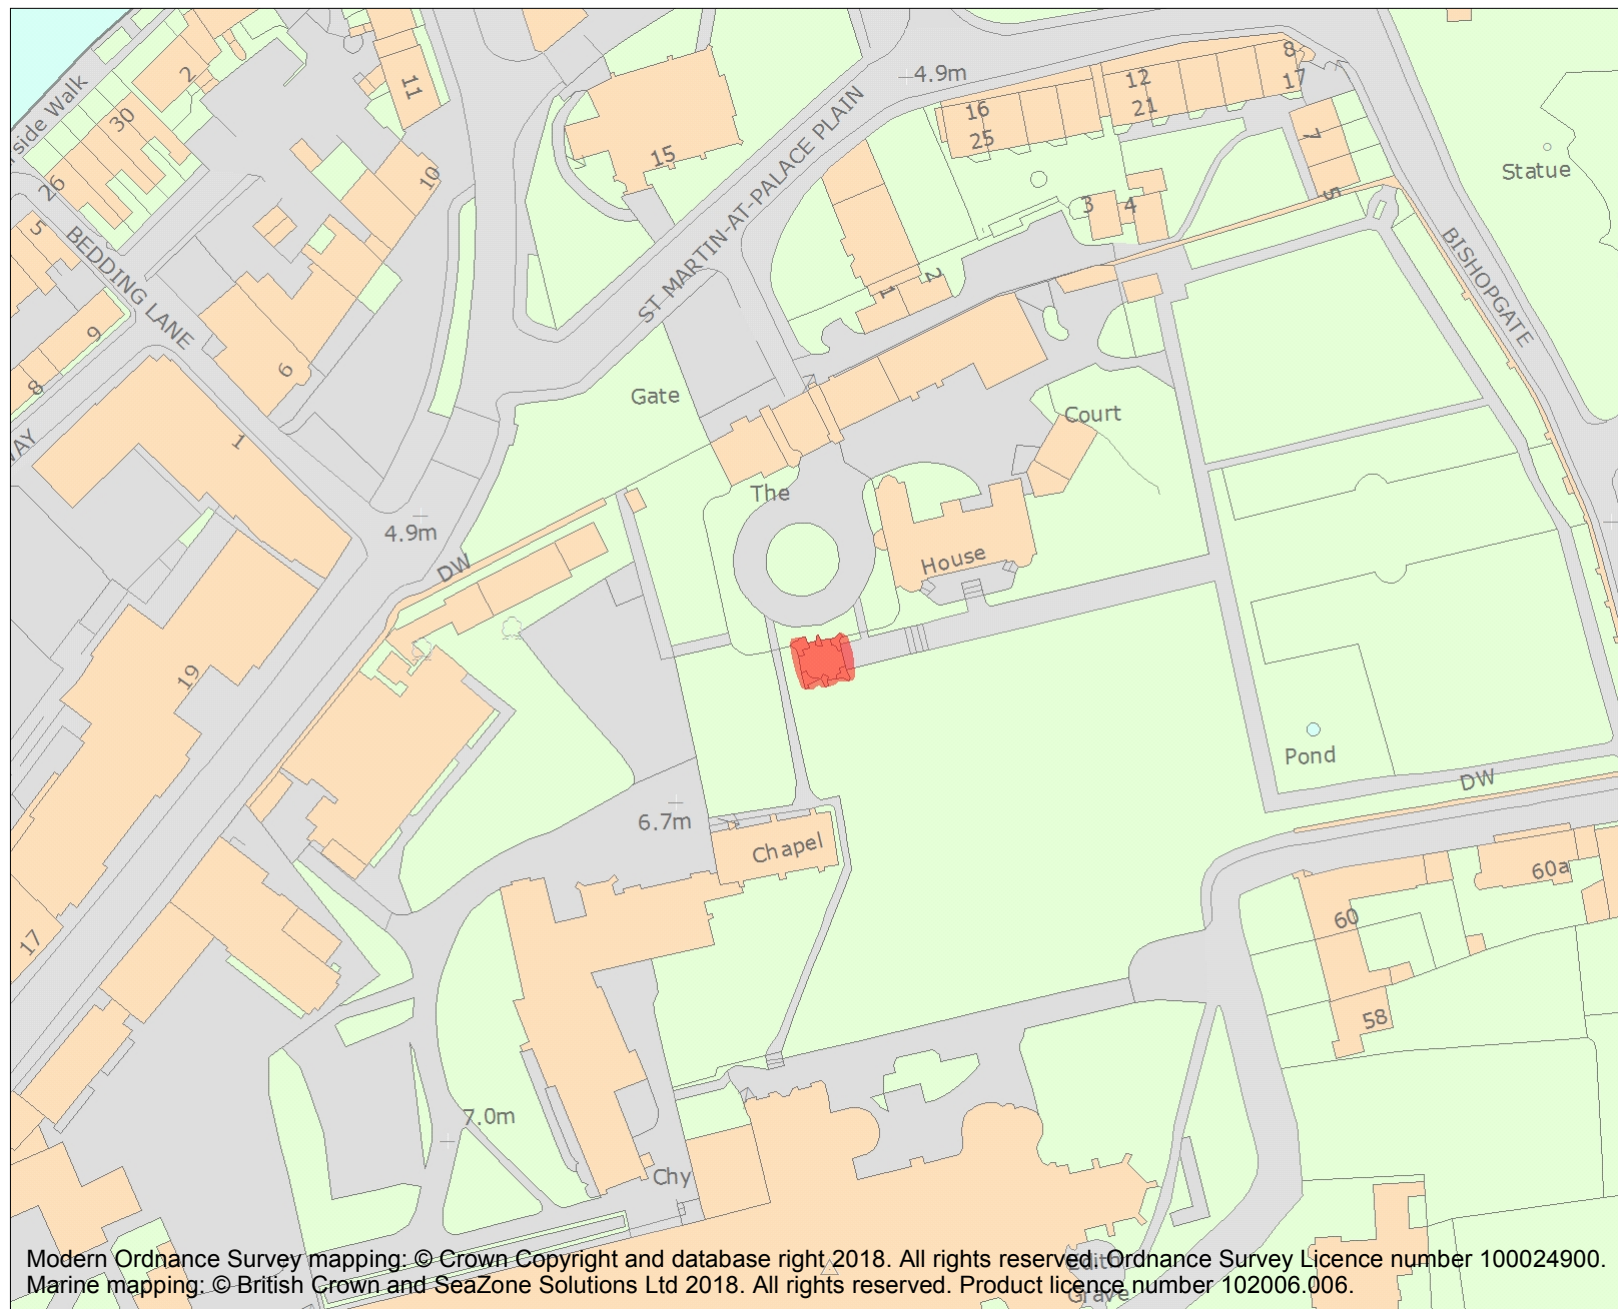 rside Walk
2
30
26
5
BEDDING LANE
9
8
WAY
6
1
11
10
15
ST MARTIN-AT-PALACE PLAIN
4.9m
16
25
12
21
8
17
7
5
3
4
2
1
Statue
BISHOPGATE
Gate
Court
The
House
4.9m
DW
19
17
6.7m
Chapel
Pond
DW
60a
60
58
7.0m
Chy
Edith
Grave
Modern Ordnance Survey mapping: © Crown Copyright and database right 2018. All rights reserved. Ordnance Survey Licence number 100024900.
Marine mapping: © British Crown and SeaZone Solutions Ltd 2018. All rights reserved. Product licence number 102006.006.